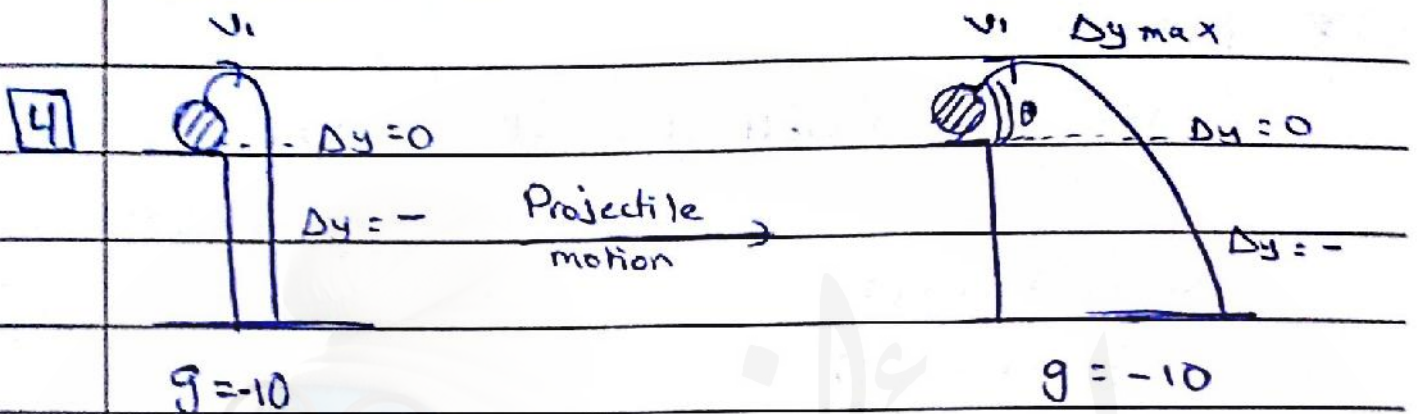 V₁ V₁ Δy max
4 Δy = 0 θ Δy = 0
Δy = - Projectile motion Δy = -
g = -10 g = -10